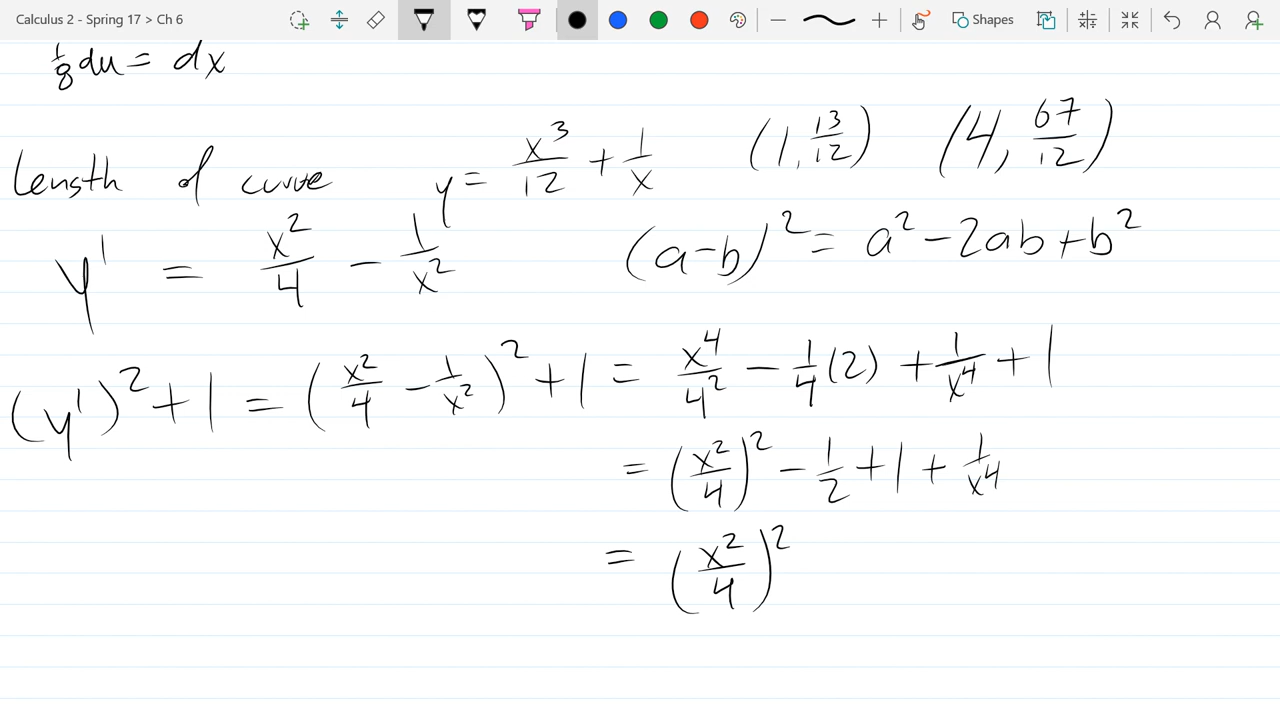 Calculus 2 - Spring 17 > Ch 6
Shapes
1/8 du = dx
Length of curve y = x³/12 + 1/x (1, 13/12) (4, 67/12)
y' = x²/4 - 1/x² (a-b)² = a² - 2ab + b²
(y')² + 1 = (x²/4 - 1/x²)² + 1 = x⁴/4² - 1/4(2) + 1/x⁴ + 1
= (x²/4)² - 1/2 + 1 + 1/x⁴
= (x²/4)²